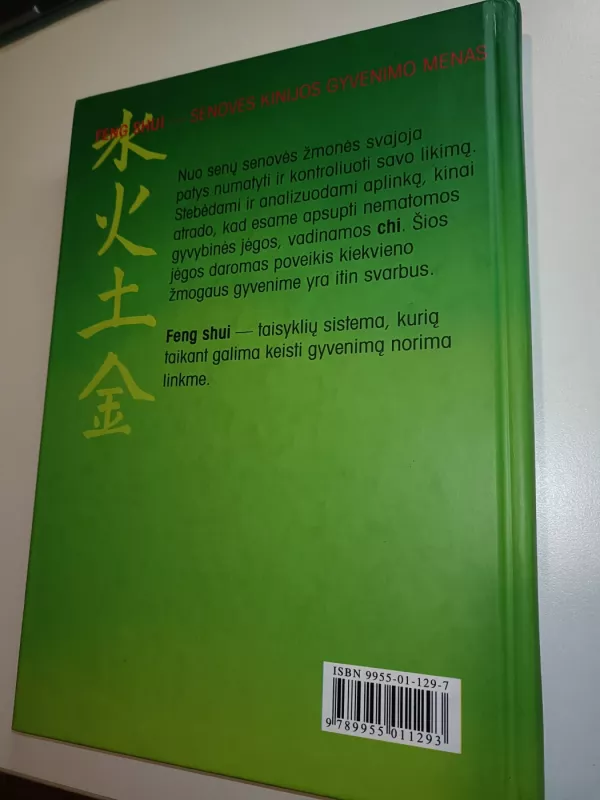 FENG SHUI — SENOVĖS KINIJOS GYVENIMO MENAS
水
火
土
金
Nuo senų senovės žmonės svajoja
patys numatyti ir kontroliuoti savo likimą.
Stebėdami ir analizuodami aplinką, kinai
atrado, kad esame apsupti nematomos
gyvybinės jėgos, vadinamos chi. Šios
jėgos daromas poveikis kiekvieno
žmogaus gyvenime yra itin svarbus.
Feng shui — taisyklių sistema, kurią
taikant galima keisti gyvenimą norima
linkme.
ISBN 9955-01-129-7
9 789955 011293